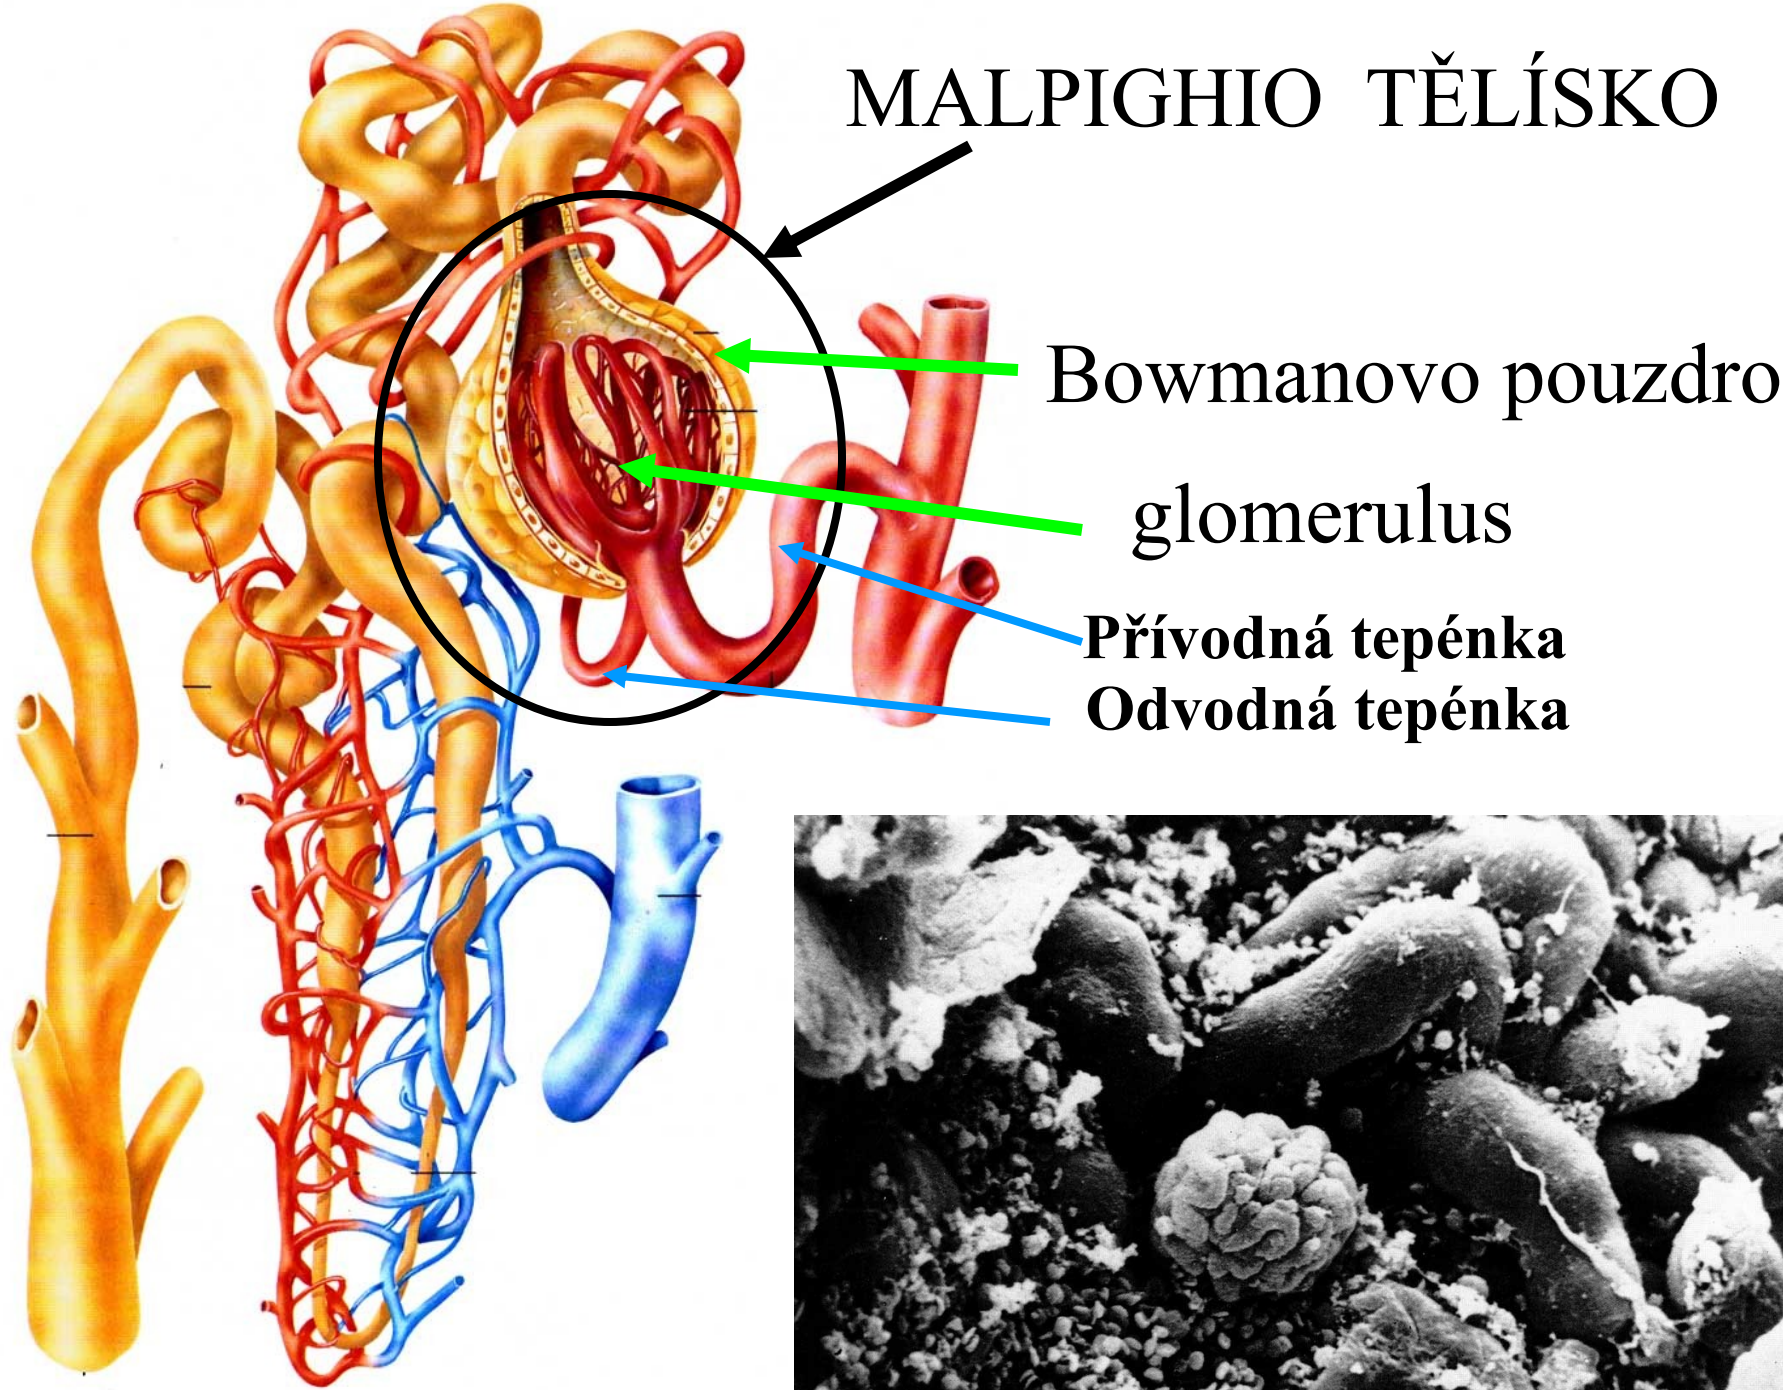 MALPIGHIO TĚLÍSKO
Bowmanovo pouzdro
glomerulus
Přívodná tepénka
Odvodná tepénka